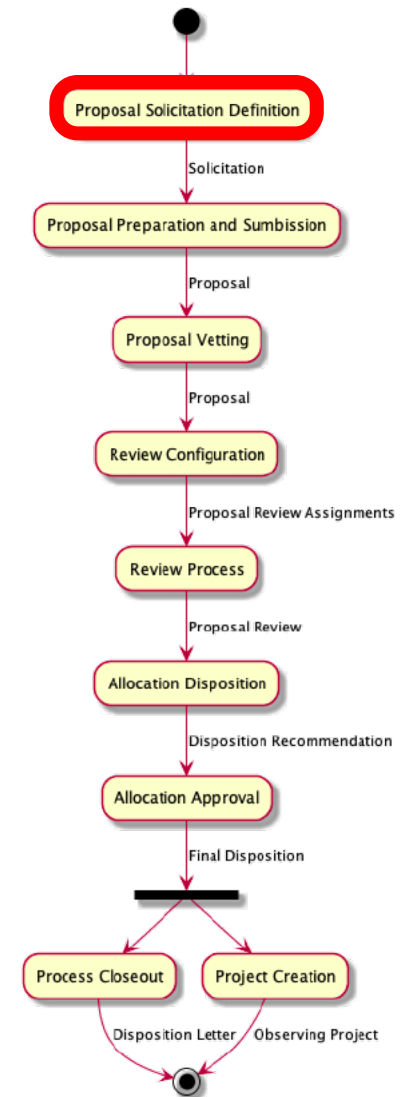 Proposal Solicitation Definition
Solicitation
Proposal Preparation and Sumbission
Proposal
Proposal Vetting
Proposal
Review Configuration
Proposal Review Assignments
Review Process
Proposal Review
Allocation Disposition
Disposition Recommendation
Allocation Approval
Final Disposition
Process Closeout
Project Creation
Disposition Letter
Observing Project